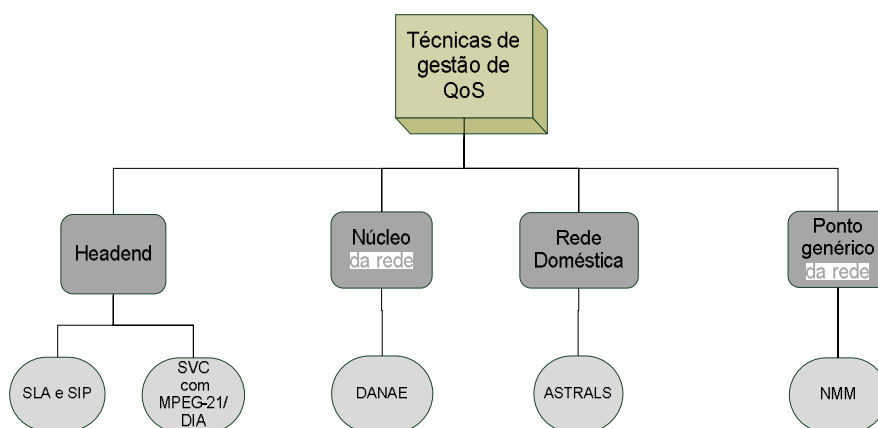 Técnicas de
gestão de
QoS
Headend
Núcleo
da rede
Rede
Doméstica
Ponto
genérico
da rede
SLA e SIP
SVC
com
MPEG-21/
DIA
DANAE
ASTRALS
NMM